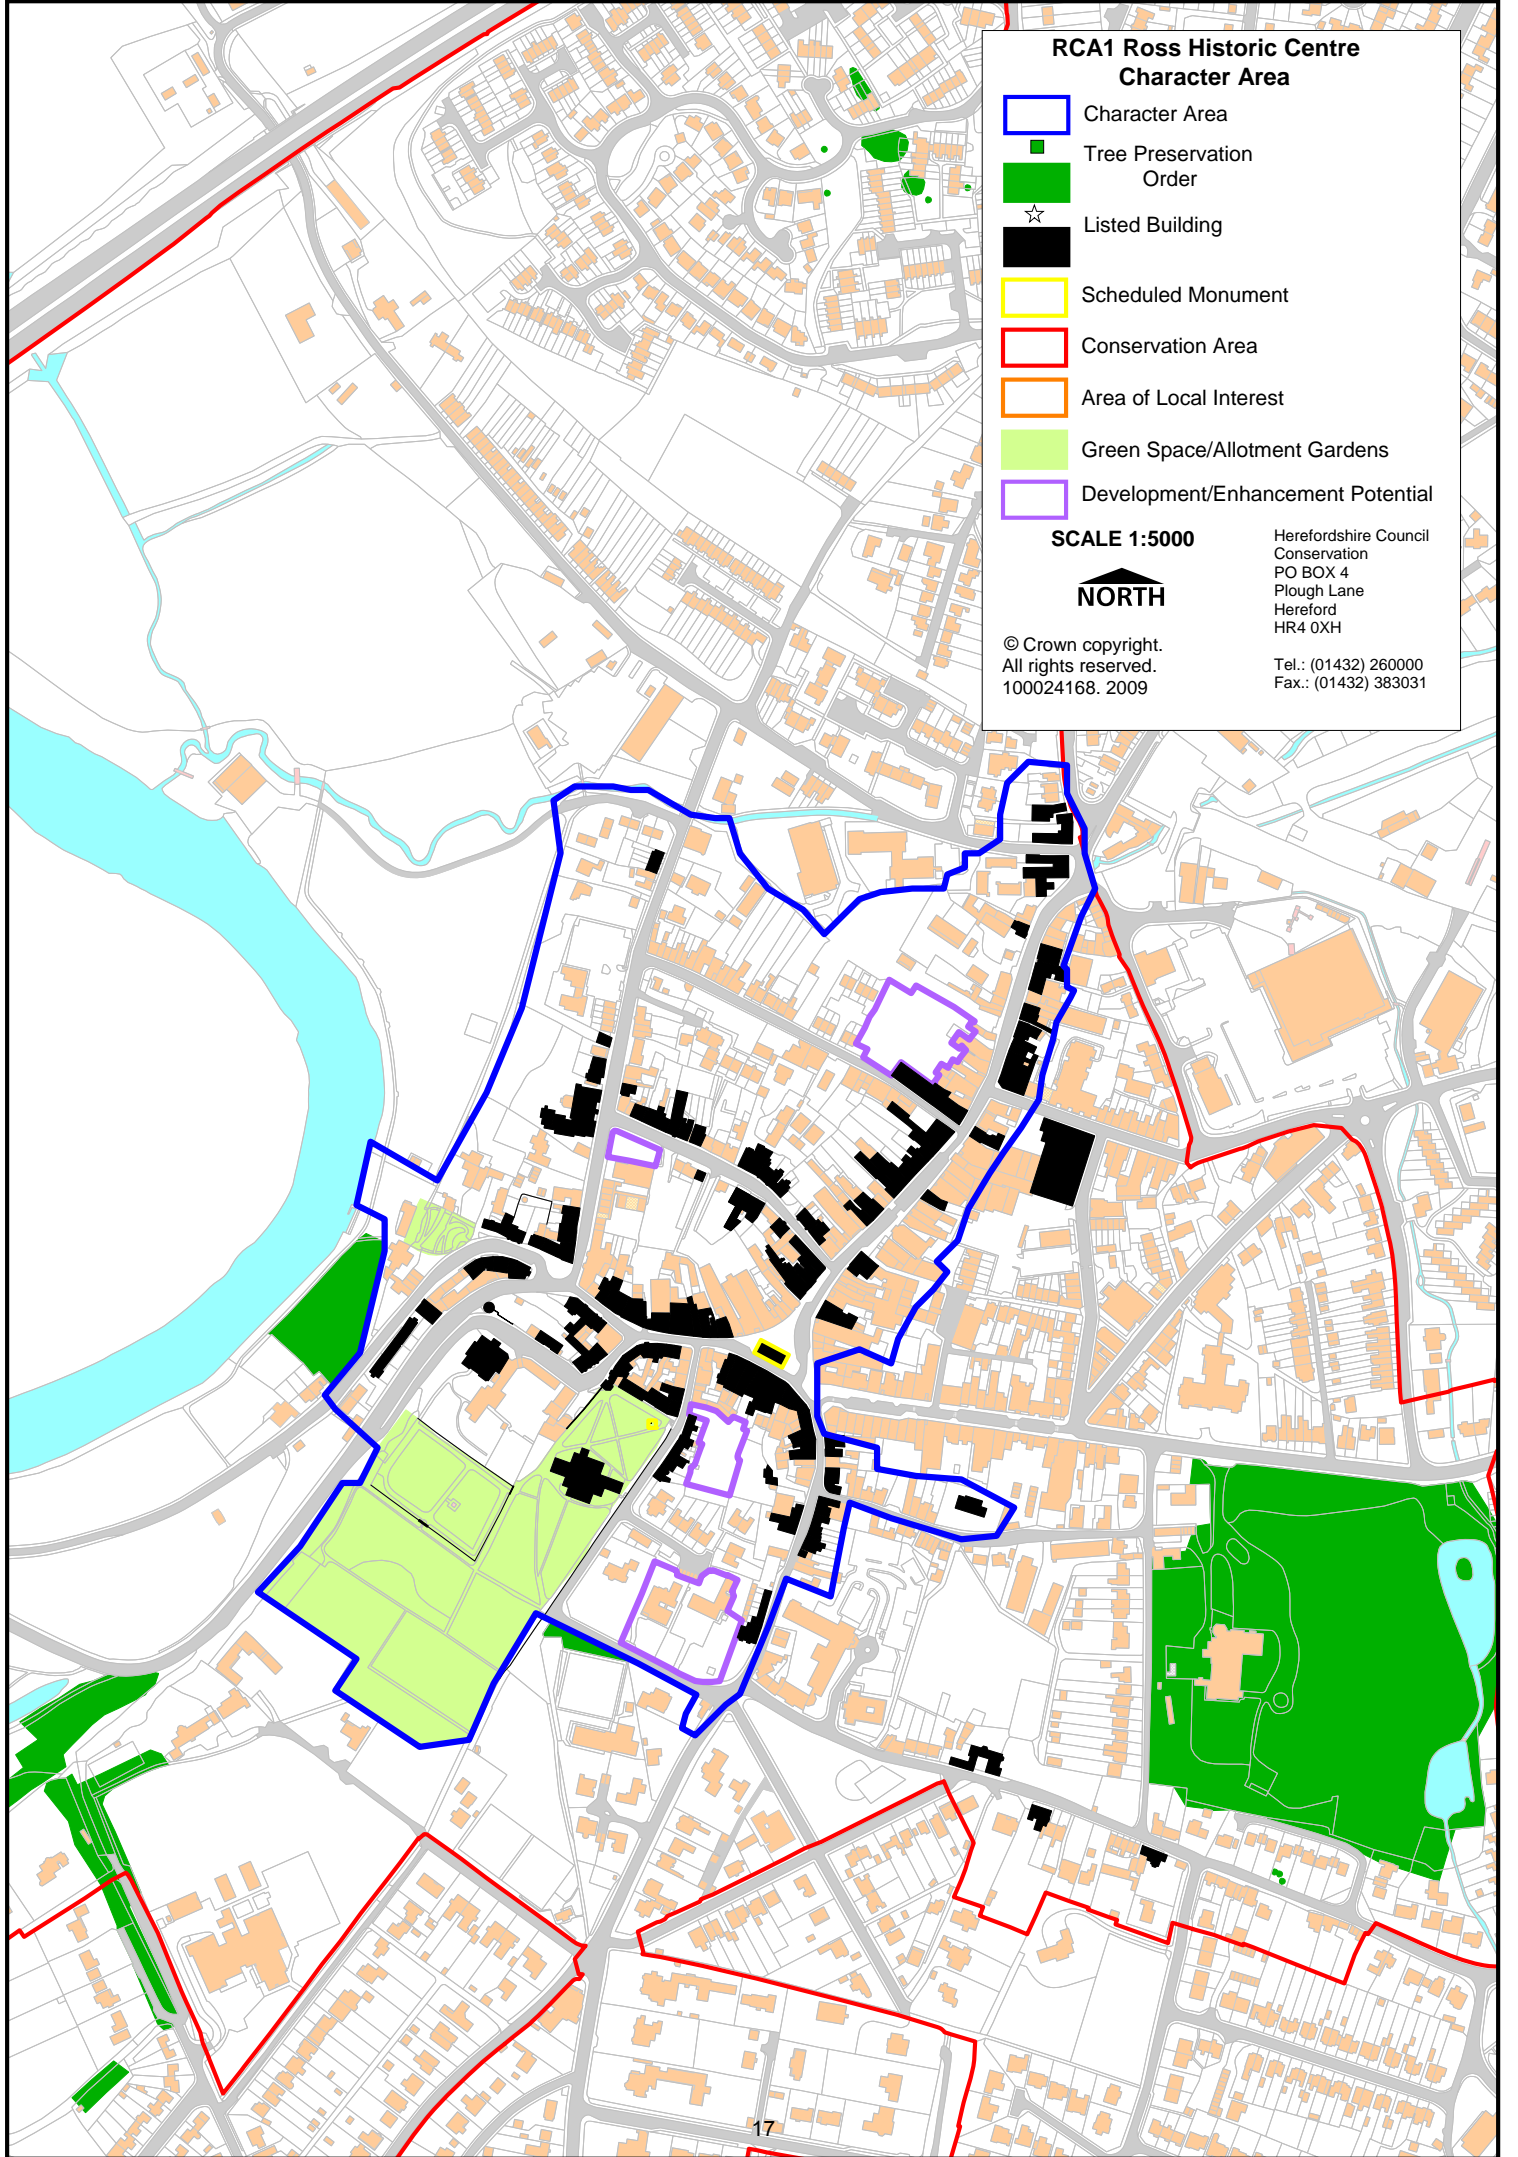 RCA1 Ross Historic Centre
Character Area
Character Area
Tree Preservation
Order
Listed Building
Scheduled Monument
Conservation Area
Area of Local Interest
Green Space/Allotment Gardens
Development/Enhancement Potential
SCALE 1:5000
NORTH
© Crown copyright.
All rights reserved.
100024168. 2009
Herefordshire Council
Conservation
PO BOX 4
Plough Lane
Hereford
HR4 0XH
Tel.: (01432) 260000
Fax.: (01432) 383031
17